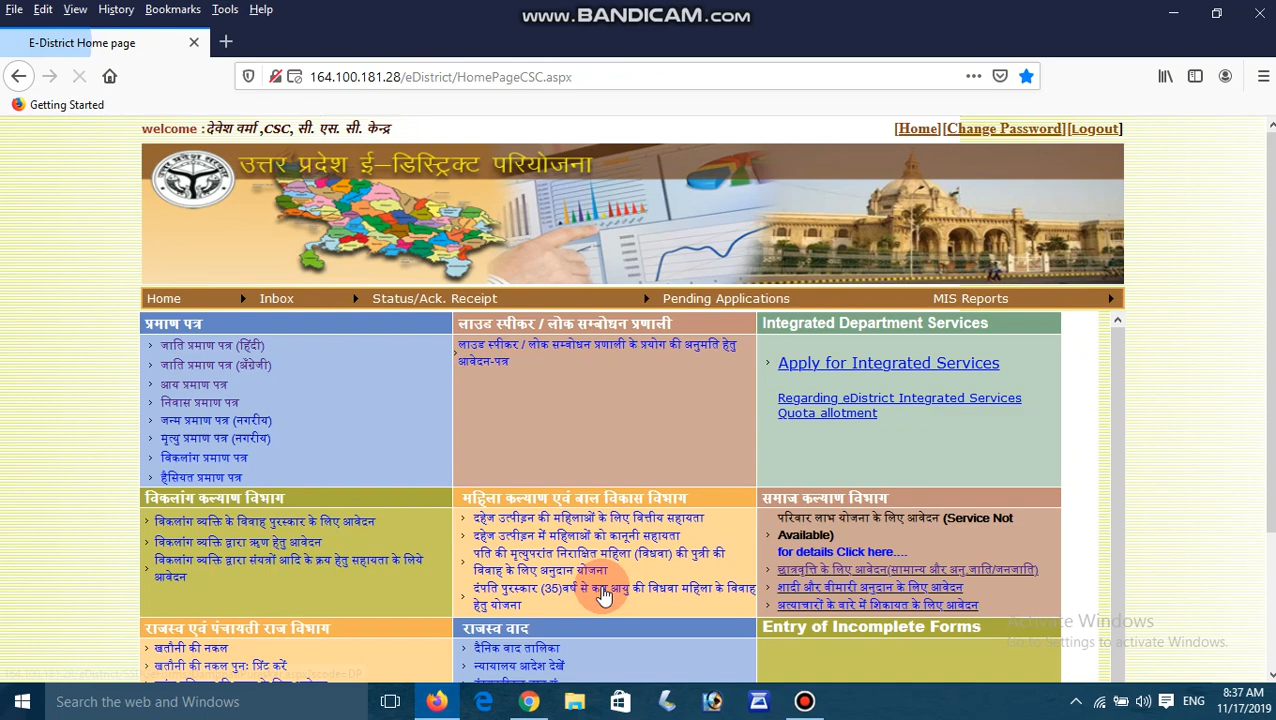 File Edit View History Bookmarks Tools Help
www.BANDICAM.com
E-District Home page
164.100.181.28/eDistrict/HomePageCSC.aspx
Getting Started
welcome :देवेश वर्मा ,CSC, सी. एस. सी. केन्द्र
[Home][Change Password][Logout]
उत्तर प्रदेश ई–डिस्ट्रिक्ट परियोजना
Home Inbox Status/Ack. Receipt Pending Applications MIS Reports
प्रमाण पत्र
जाति प्रमाण पत्र (हिंदी)
जाति प्रमाण पत्र (अंग्रेजी)
आय प्रमाण पत्र
निवास प्रमाण पत्र
जन्म प्रमाण पत्र (नगरीय)
मृत्यु प्रमाण पत्र (नगरीय)
विकलांग प्रमाण पत्र
हैसियत प्रमाण पत्र
लाउड स्पीकर / लोक सम्बोधन प्रणाली
लाउड स्पीकर / लोक सम्बोधन प्रणाली के प्रयोग की अनुमति हेतु
आवेदन-पत्र
Integrated Department Services
Apply for Integrated Services
Regarding eDistrict Integrated Services
Quota allotment
विकलांग कल्याण विभाग
विकलांग व्यक्ति के विवाह पुरस्कार के लिए आवेदन
विकलांग व्यक्ति द्वारा ऋण हेतु आवेदन
विकलांग व्यक्ति द्वारा यंत्रों आदि के क्रय हेतु सहायता के लिये
आवेदन
महिला कल्याण एवं बाल विकास विभाग
दहेज उत्पीड़न की महिलाओं के लिए वित्तीय सहायता
दहेज उत्पीड़न में महिलाओं को कानूनी सहायता
पति की मृत्युपरांत निराश्रित महिला (विधवा) की पुत्री की
विवाह के लिए अनुदान योजना
दंपति पुरस्कार (35)वर्ष से कम आयु की विधवा महिला के विवाह
हेतु योजना
समाज कल्याण विभाग
परिवार लाभ योजना के लिए आवेदन (Service Not
Available)
for details Click here....
छात्रवृत्ति के लिए आवेदन(सामान्य और अनु.जाति/जनजाति)
शादी और बीमारी अनुदान के लिए आवेदन
अत्याचारों के बारे में शिकायत के लिए आवेदन
राजस्व एवं पंचायती राज विभाग
खतौनी की नकल
खतौनी की नकल पुनः प्रिंट करें
राजस्व वाद
दैनिक वाद तालिका
न्यायालय आदेश देखें
Entry of Incomplete Forms
Activate Windows
Go to Settings to activate Windows.
Search the web and Windows
ENG
8:37 AM
11/17/2019